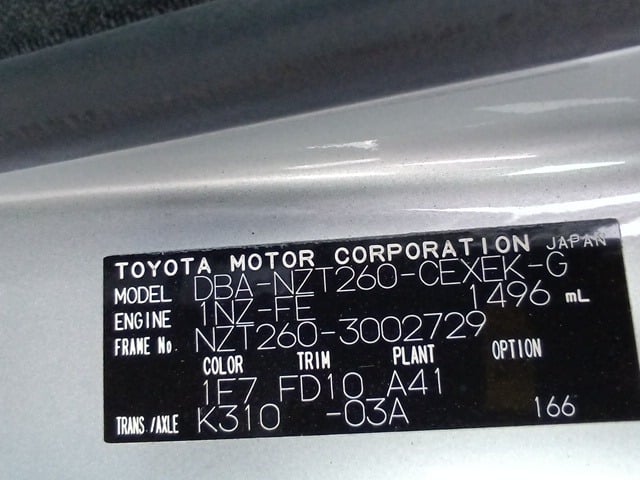 TOYOTA MOTOR CORPORATION JAPAN
MODEL DBA-NZT260-CEXEK-G
ENGINE 1NZ-FE 1496 mL
FRAME No. NZT260-3002729
COLOR TRIM PLANT OPTION
1F7 FD10 A41
TRANS./AXLE K310 -03A 166